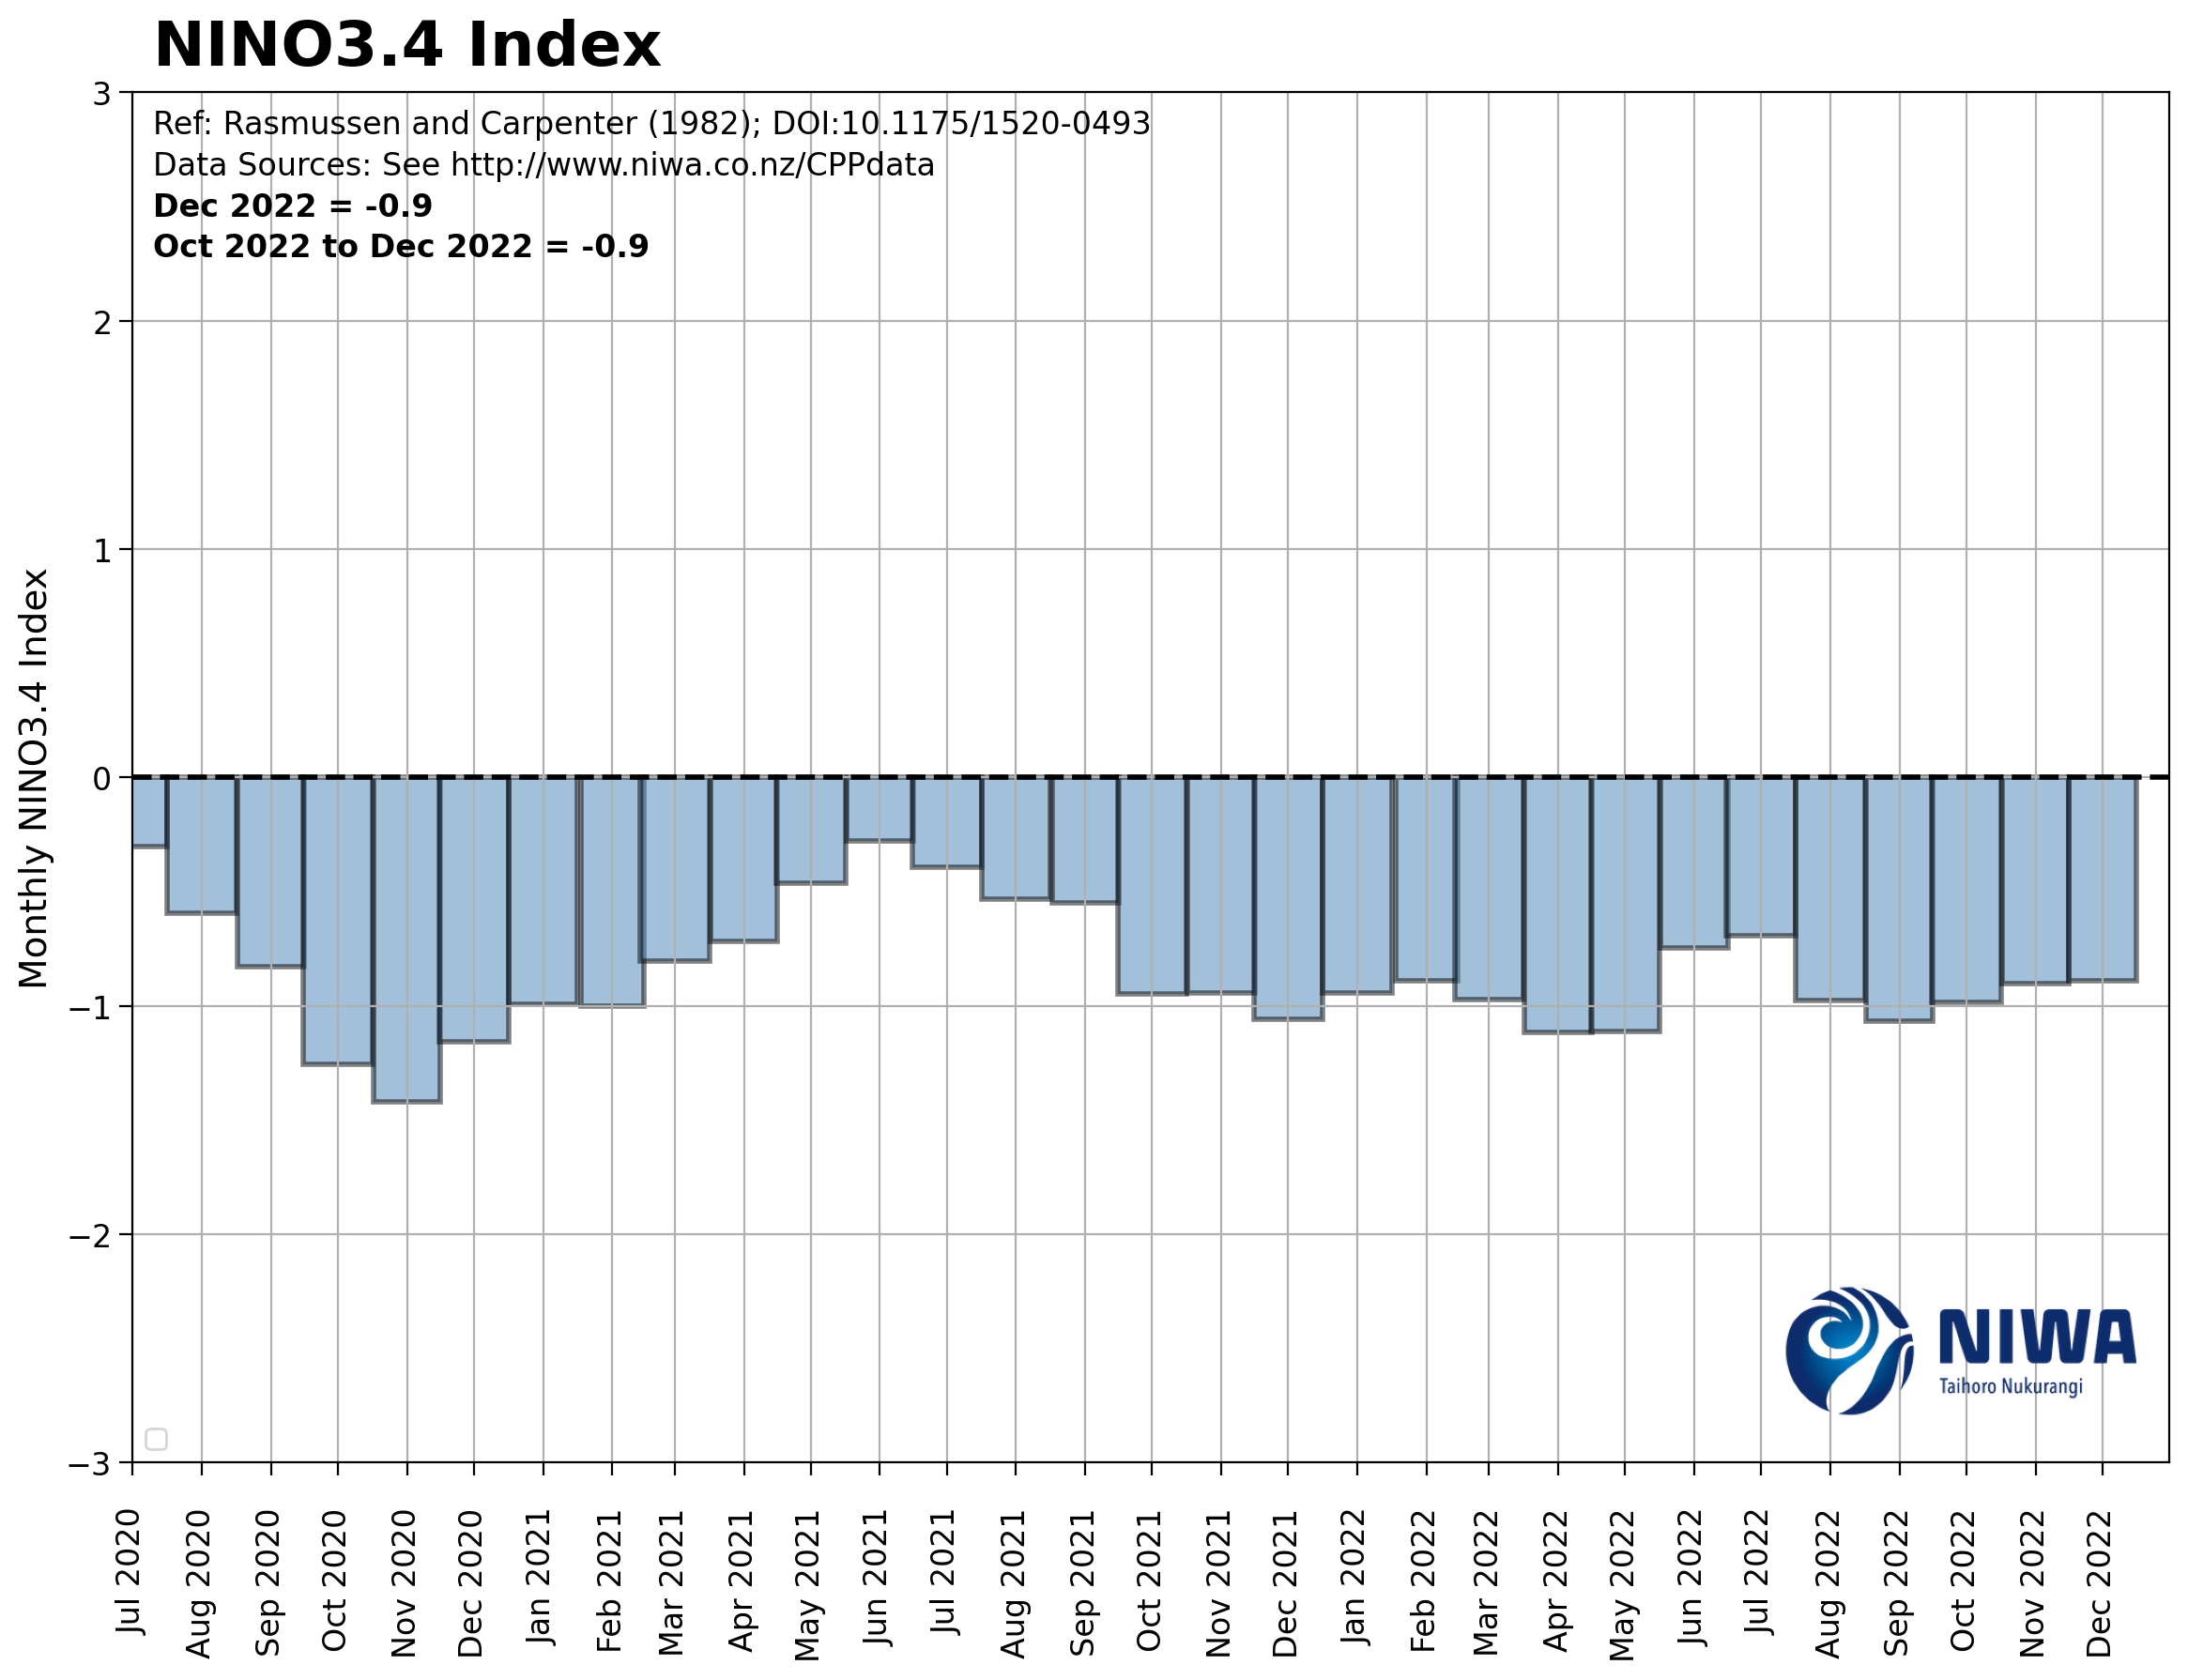 NINO3.4 Index
Ref: Rasmussen and Carpenter (1982); DOI:10.1175/1520-0493
Data Sources: See http://www.niwa.co.nz/CPPdata
Dec 2022 = -0.9
Oct 2022 to Dec 2022 = -0.9
Monthly NINO3.4 Index
3
2
1
0
−1
−2
−3
NIWA
Taihoro Nukurangi
Jul 2020
Aug 2020
Sep 2020
Oct 2020
Nov 2020
Dec 2020
Jan 2021
Feb 2021
Mar 2021
Apr 2021
May 2021
Jun 2021
Jul 2021
Aug 2021
Sep 2021
Oct 2021
Nov 2021
Dec 2021
Jan 2022
Feb 2022
Mar 2022
Apr 2022
May 2022
Jun 2022
Jul 2022
Aug 2022
Sep 2022
Oct 2022
Nov 2022
Dec 2022